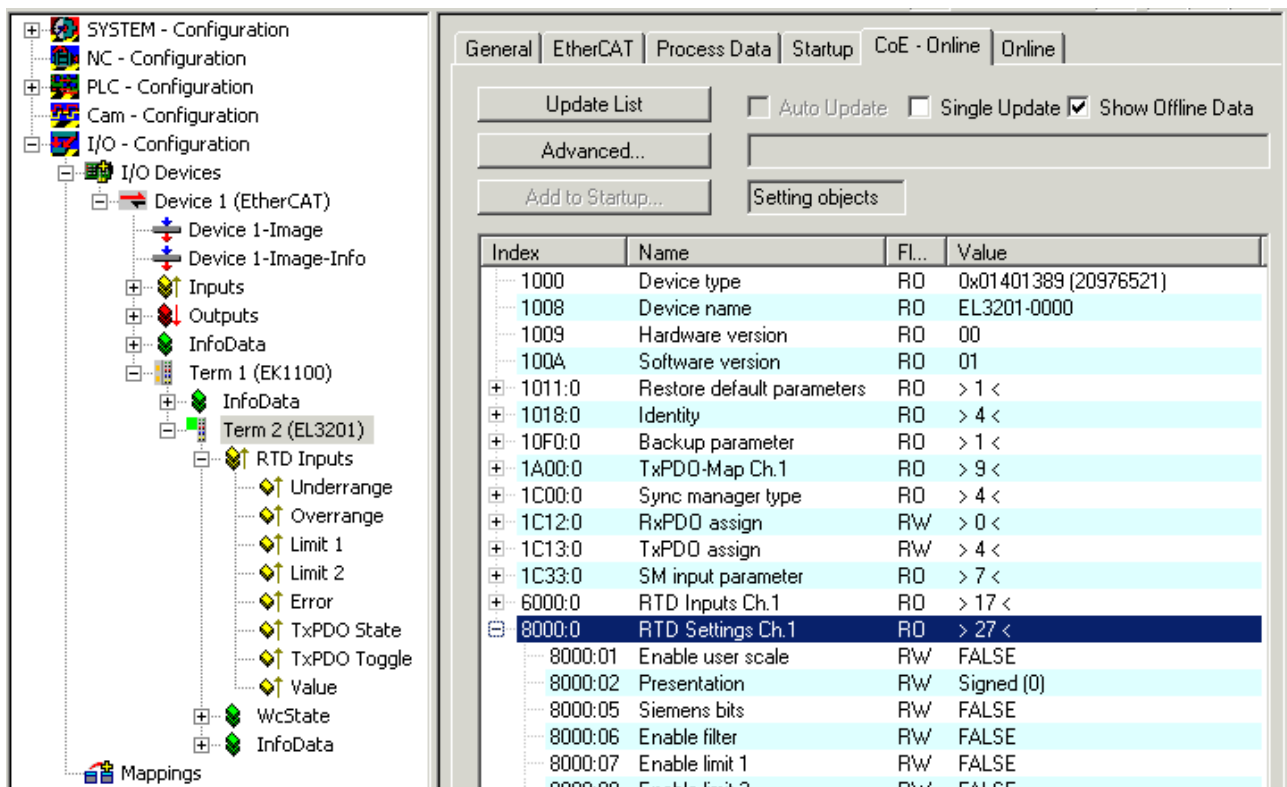 SYSTEM - Configuration
NC - Configuration
PLC - Configuration
Cam - Configuration
I/O - Configuration
I/O Devices
Device 1 (EtherCAT)
Device 1-Image
Device 1-Image-Info
Inputs
Outputs
InfoData
Term 1 (EK1100)
InfoData
Term 2 (EL3201)
RTD Inputs
Underrange
Overrange
Limit 1
Limit 2
Error
TxPDO State
TxPDO Toggle
Value
WcState
InfoData
Mappings
General EtherCAT Process Data Startup CoE - Online Online
Update List Auto Update Single Update Show Offline Data
Advanced...
Add to Startup... Setting objects
Index Name Fl... Value
1000 Device type RO 0x01401389 (20976521)
1008 Device name RO EL3201-0000
1009 Hardware version RO 00
100A Software version RO 01
1011:0 Restore default parameters RO > 1 <
1018:0 Identity RO > 4 <
10F0:0 Backup parameter RO > 1 <
1A00:0 TxPDO-Map Ch.1 RO > 9 <
1C00:0 Sync manager type RO > 4 <
1C12:0 RxPDO assign RW > 0 <
1C13:0 TxPDO assign RW > 4 <
1C33:0 SM input parameter RO > 7 <
6000:0 RTD Inputs Ch.1 RO > 17 <
8000:0 RTD Settings Ch.1 RO > 27 <
8000:01 Enable user scale RW FALSE
8000:02 Presentation RW Signed (0)
8000:05 Siemens bits RW FALSE
8000:06 Enable filter RW FALSE
8000:07 Enable limit 1 RW FALSE